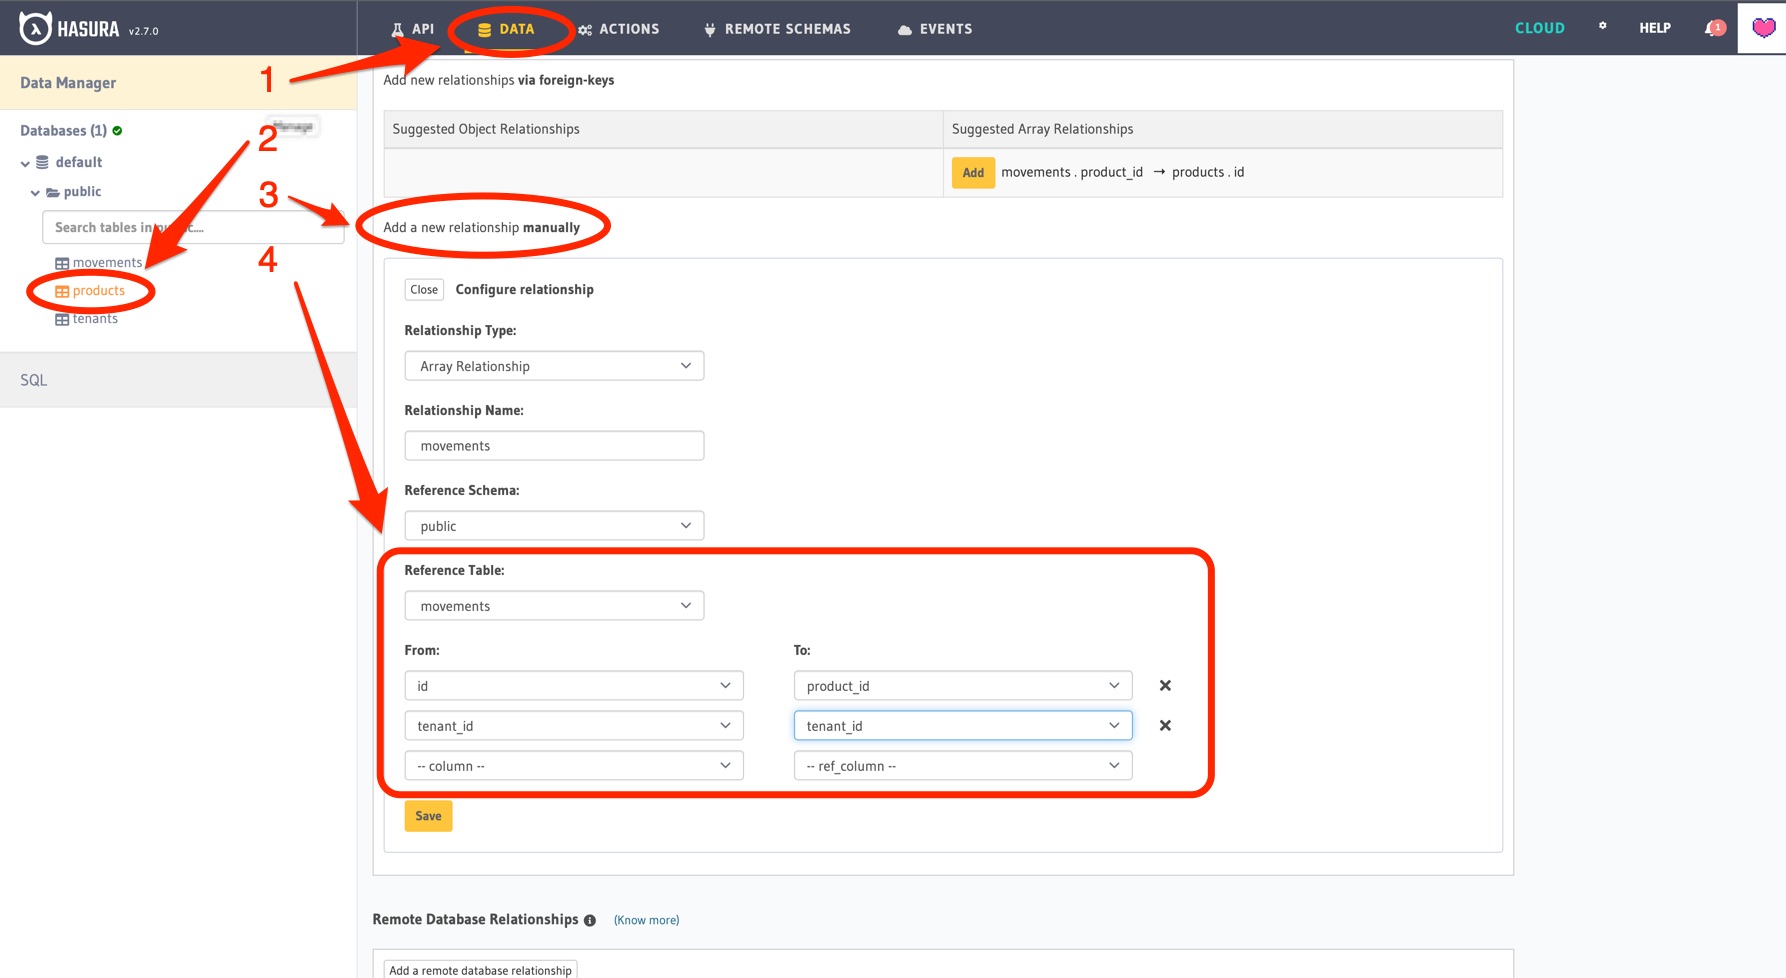 HASURA v2.7.0
API
DATA
ACTIONS
REMOTE SCHEMAS
EVENTS
CLOUD
HELP
1
Data Manager
1
Databases (1)
2
default
public
3
Search tables in
4
movements
products
tenants
SQL
Add new relationships via foreign-keys
Suggested Object Relationships
Suggested Array Relationships
Add movements . product_id → products . id
Add a new relationship manually
Close Configure relationship
Relationship Type:
Array Relationship
Relationship Name:
movements
Reference Schema:
public
Reference Table:
movements
From: To:
id product_id
tenant_id tenant_id
-- column -- -- ref_column --
Save
Remote Database Relationships (Know more)
Add a remote database relationship